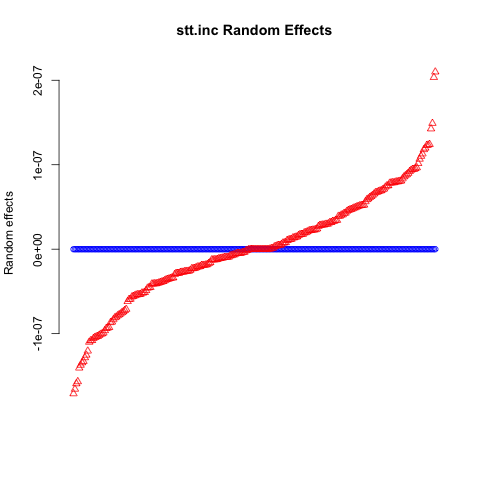 stt.inc Random Effects
Random effects
2e-07
1e-07
0e+00
-1e-07